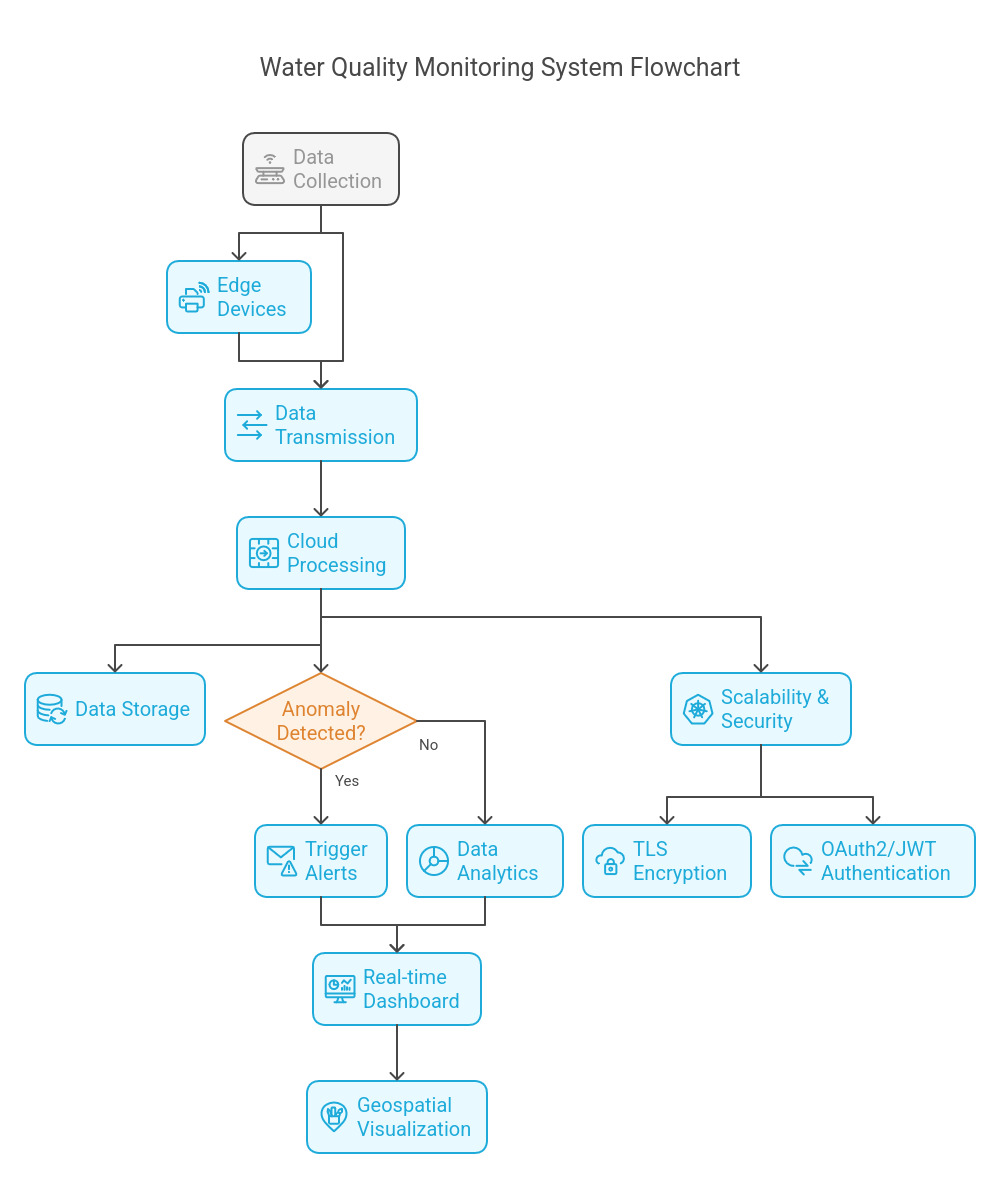 Water Quality Monitoring System Flowchart
Data
Collection
Edge
Devices
Data
Transmission
Cloud
Processing
Data Storage
Anomaly
Detected?
Scalability &
Security
No
Yes
Trigger
Alerts
Data
Analytics
TLS
Encryption
OAuth2/JWT
Authentication
Real-time
Dashboard
Geospatial
Visualization